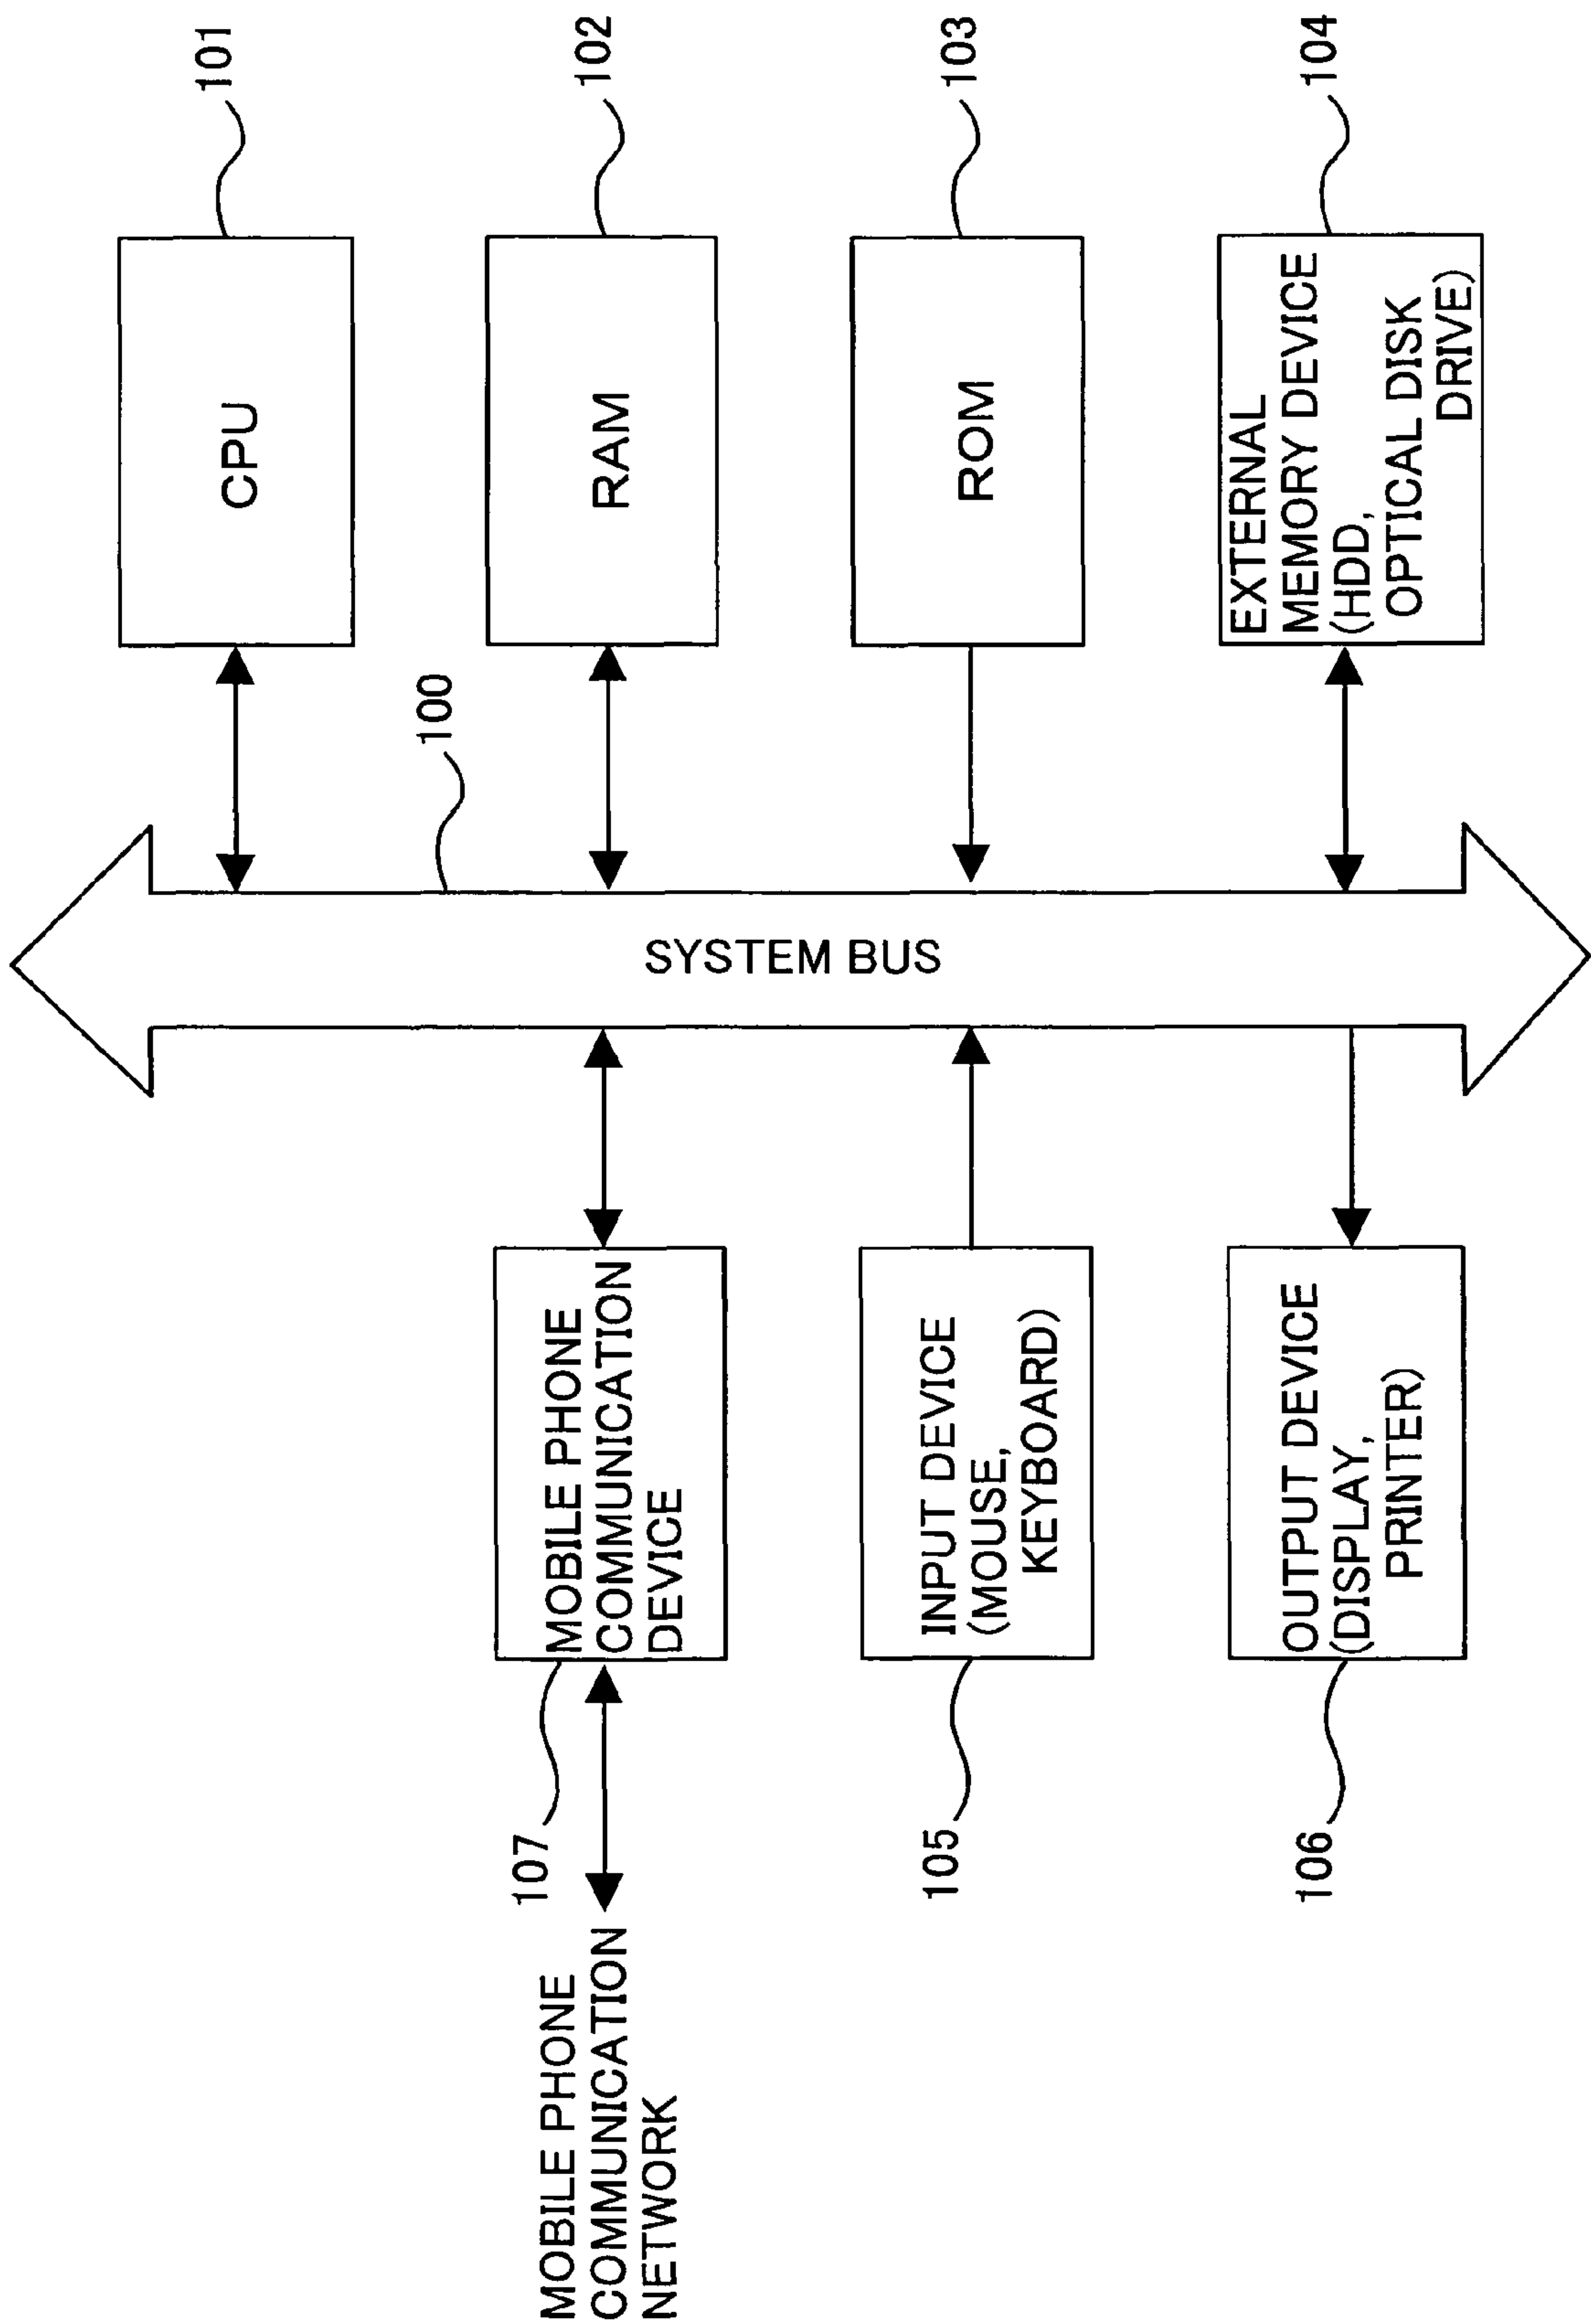 101
CPU
102
RAM
103
ROM
104
EXTERNAL
MEMORY DEVICE
(HDD,
OPTICAL DISK
DRIVE)
100
SYSTEM BUS
MOBILE PHONE
COMMUNICATION
DEVICE
107
MOBILE PHONE
COMMUNICATION
NETWORK
INPUT DEVICE
(MOUSE,
KEYBOARD)
105
OUTPUT DEVICE
(DISPLAY,
PRINTER)
106